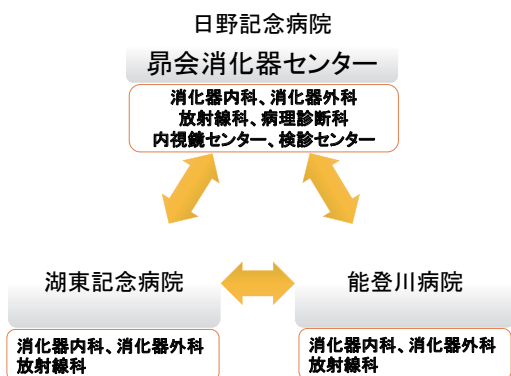 日野記念病院
昴会消化器センター
消化器内科、消化器外科
放射線科、病理診断科
内視鏡センター、検診センター
湖東記念病院
能登川病院
消化器内科、消化器外科
放射線科
消化器内科、消化器外科
放射線科